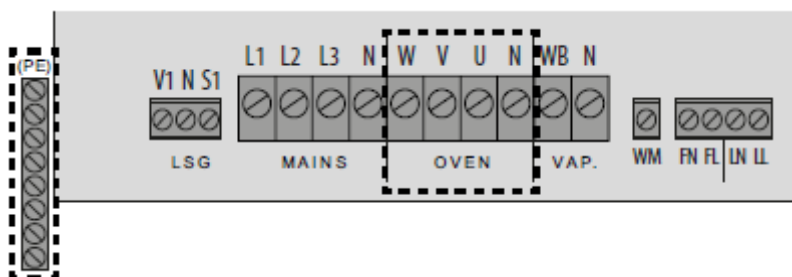 (PE)
V1 N S1
L1 L2 L3 N W V U N WB N
LSG
MAINS
OVEN
VAP.
WM
FN FL LN LL